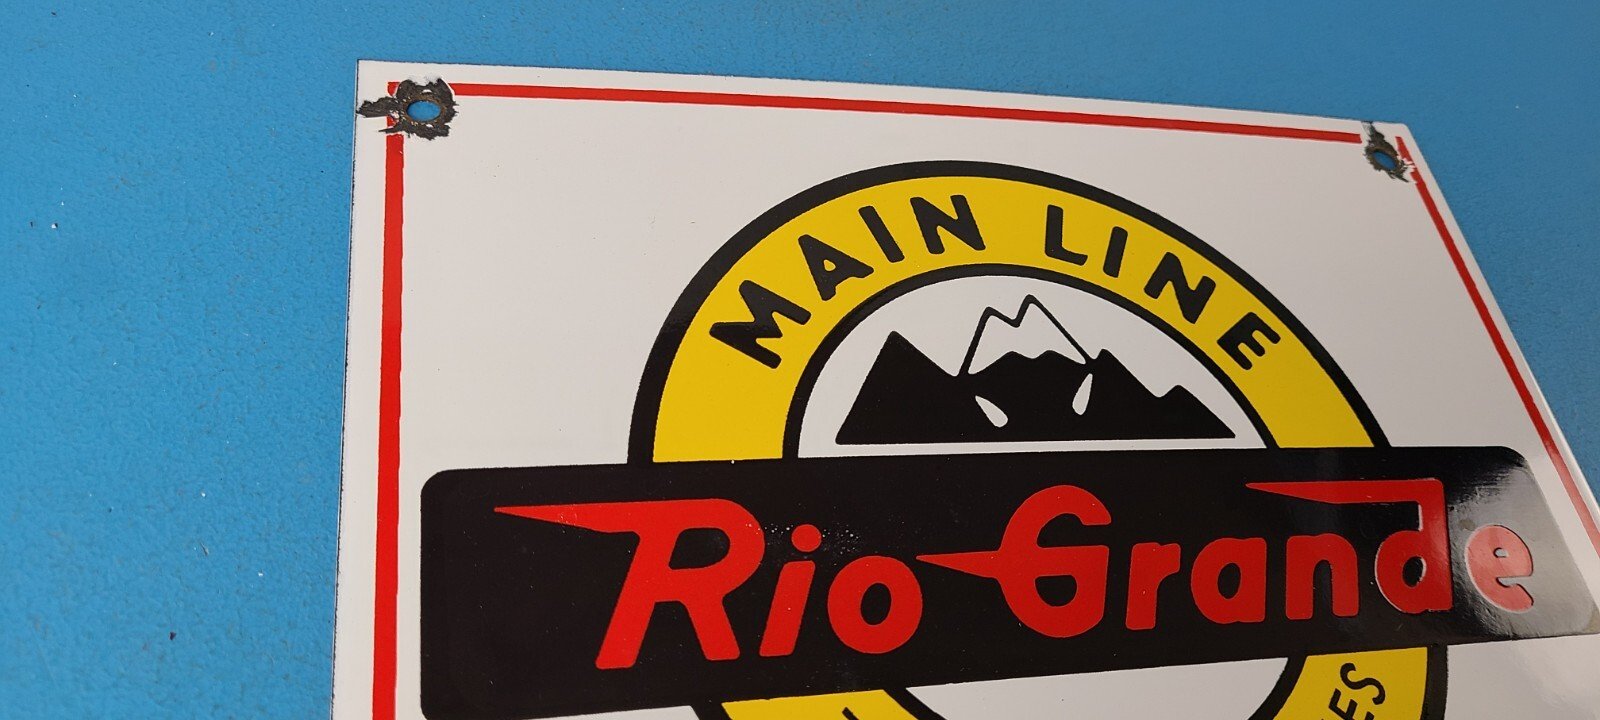 MAIN LINE
Rio Grande